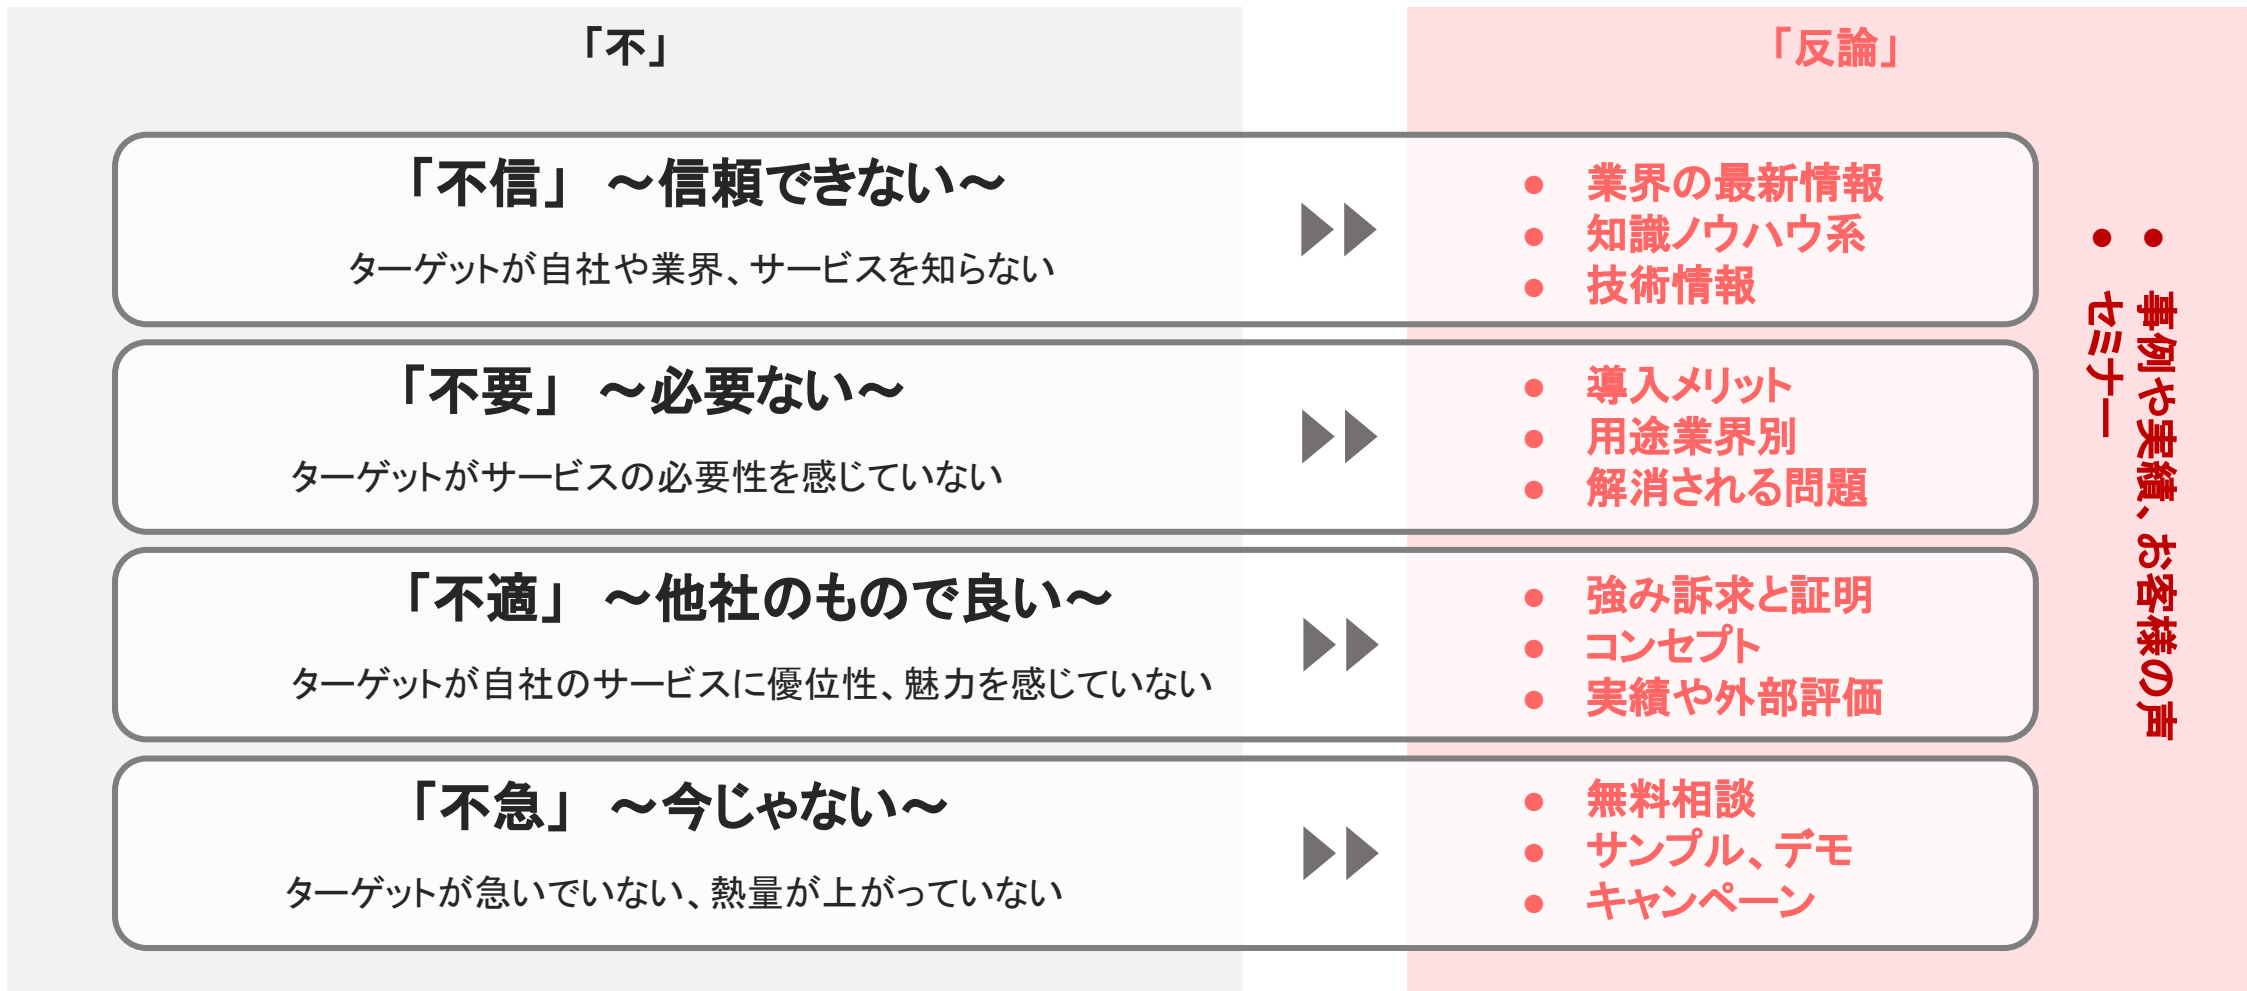 「不」
「反論」
「不信」 ～信頼できない～
ターゲットが自社や業界、サービスを知らない
● 業界の最新情報
● 知識ノウハウ系
● 技術情報
「不要」 ～必要ない～
ターゲットがサービスの必要性を感じていない
● 導入メリット
● 用途業界別
● 解消される問題
「不適」 ～他社のもので良い～
ターゲットが自社のサービスに優位性、魅力を感じていない
● 強み訴求と証明
● コンセプト
● 実績や外部評価
「不急」 ～今じゃない～
ターゲットが急いでいない、熱量が上がっていない
● 無料相談
● サンプル、デモ
● キャンペーン
● 事例や実績、お客様の声
● セミナー